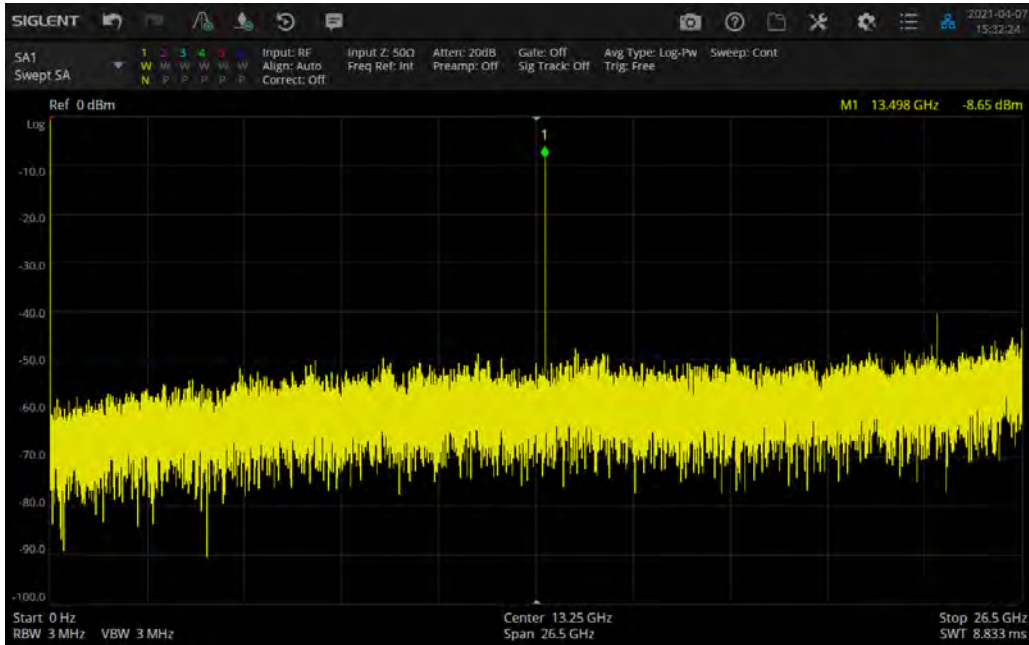 SIGLENT
2021-04-07
15:32:24
SA1
Swept SA
1 2 3 4 5 6
W W W W W W
N P P P P P
Input: RF
Align: Auto
Correct: Off
Input Z: 50Ω
Freq Ref: Int
Atten: 20dB
Preamp: Off
Gate: Off
Sig Track: Off
Avg Type: Log-Pw
Trig: Free
Sweep: Cont
Ref 0 dBm
M1 13.498 GHz -8.65 dBm
Log
1
-10.0
-20.0
-30.0
-40.0
-50.0
-60.0
-70.0
-80.0
-90.0
-100.0
Start 0 Hz
Center 13.25 GHz
Stop 26.5 GHz
RBW 3 MHz VBW 3 MHz
Span 26.5 GHz
SWT 8.833 ms